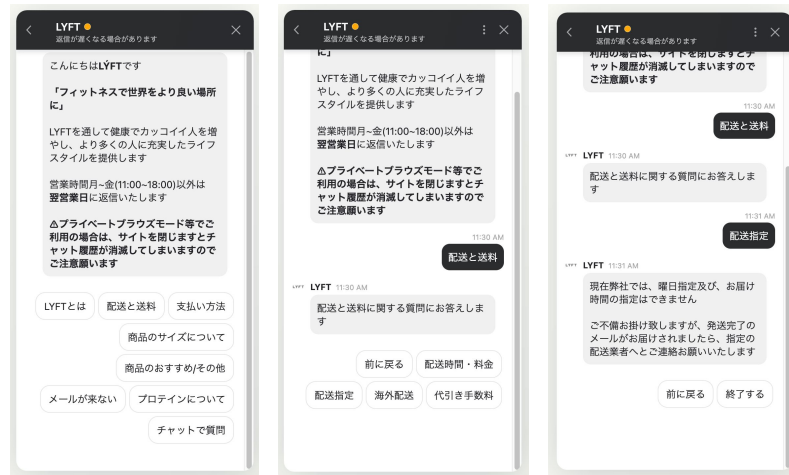 LYFT
返信が遅くなる場合があります
こんにちはLÝFTです
「フィットネスで世界をより良い場所
に」
LYFTを通して健康でカッコイイ人を増
やし、より多くの人に充実したライフ
スタイルを提供します
営業時間月~金(11:00~18:00)以外は
翌営業日に返信いたします
⚠プライベートブラウズモード等でご
利用の場合は、サイトを閉じますとチ
ャット履歴が消滅してしまいますので
ご注意願います
LYFTとは
配送と送料
支払い方法
商品のサイズについて
商品のおすすめ/その他
メールが来ない
プロテインについて
チャットで質問
LYFT
返信が遅くなる場合があります
に」
LYFTを通して健康でカッコイイ人を増
やし、より多くの人に充実したライフ
スタイルを提供します
営業時間月~金(11:00~18:00)以外は
翌営業日に返信いたします
⚠プライベートブラウズモード等でご
利用の場合は、サイトを閉じますとチ
ャット履歴が消滅してしまいますので
ご注意願います
11:30 AM
配送と送料
LYFT LYFT 11:30 AM
配送と送料に関する質問にお答えしま
す
前に戻る
配送時間・料金
配送指定
海外配送
代引き手数料
LYFT
返信が遅くなる場合があります
利用の場合は、サイトを閉じますとチ
ャット履歴が消滅してしまいますので
ご注意願います
11:30 AM
配送と送料
LYFT LYFT 11:30 AM
配送と送料に関する質問にお答えしま
す
11:31 AM
配送指定
LYFT LYFT 11:31 AM
現在弊社では、曜日指定及び、お届け
時間の指定はできません
ご不備お掛け致しますが、発送完了の
メールがお届けされましたら、指定の
配送業者へとご連絡お願いいたします
前に戻る
終了する